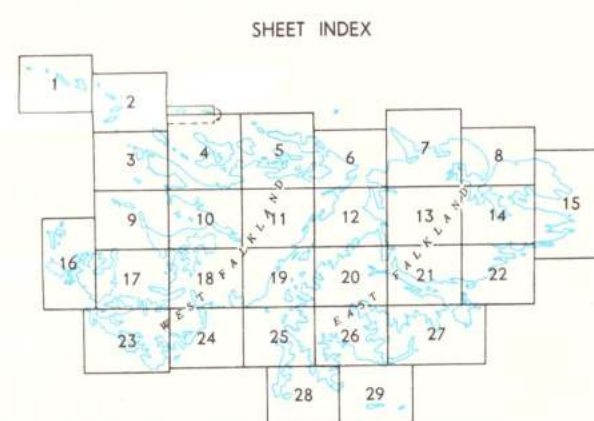 SHEET INDEX
1
2
3 4 5 6 7 8
9 10 11 12 13 14 15
16 17 18 19 20 21 22
23 24 25 26 27
28 29
WEST FALKLAND
EAST FALKLAND